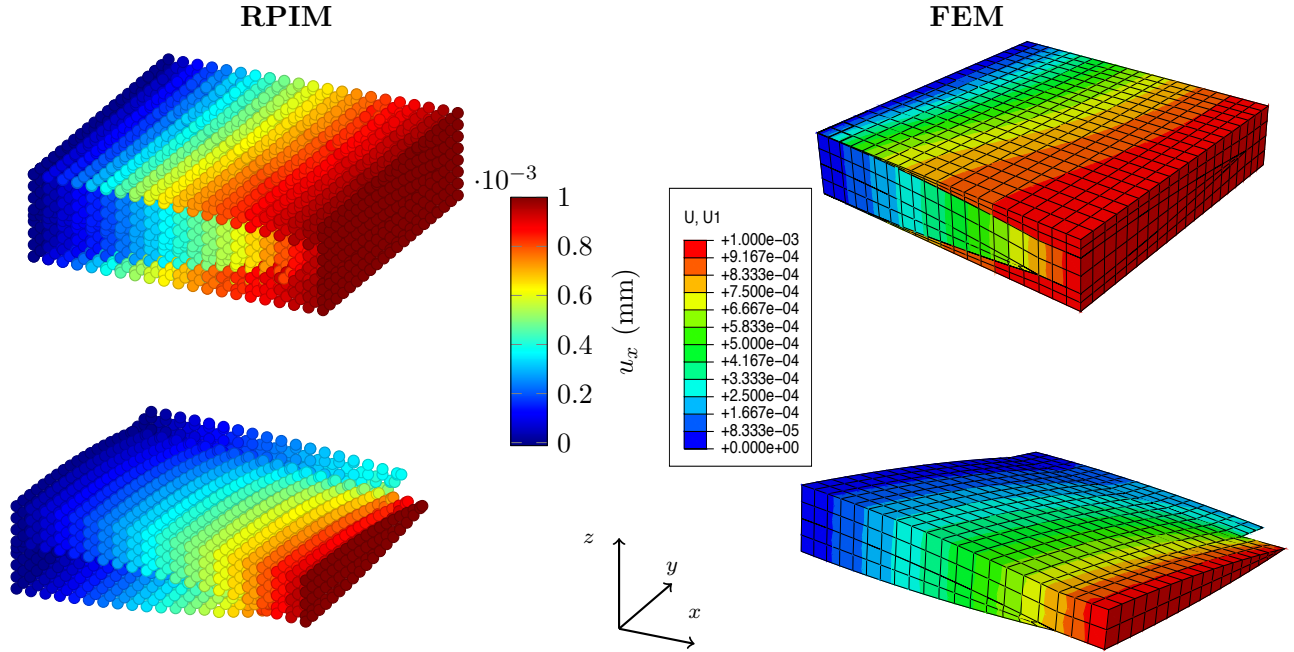 RPIM
FEM
·10⁻³
1
0.8
0.6
0.4
0.2
0
u_x (mm)
U, U1
+1.000e-03
+9.167e-04
+8.333e-04
+7.500e-04
+6.667e-04
+5.833e-04
+5.000e-04
+4.167e-04
+3.333e-04
+2.500e-04
+1.667e-04
+8.333e-05
+0.000e+00
z
y
x